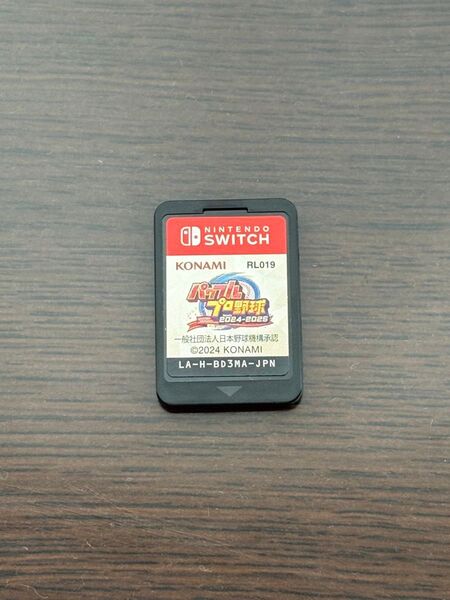 NINTENDO
SWITCH
KONAMI RL019
パワフル
プロ野球
2024-2025
一般社団法人日本野球機構承認
©2024 KONAMI
LA-H-BD3MA-JPN